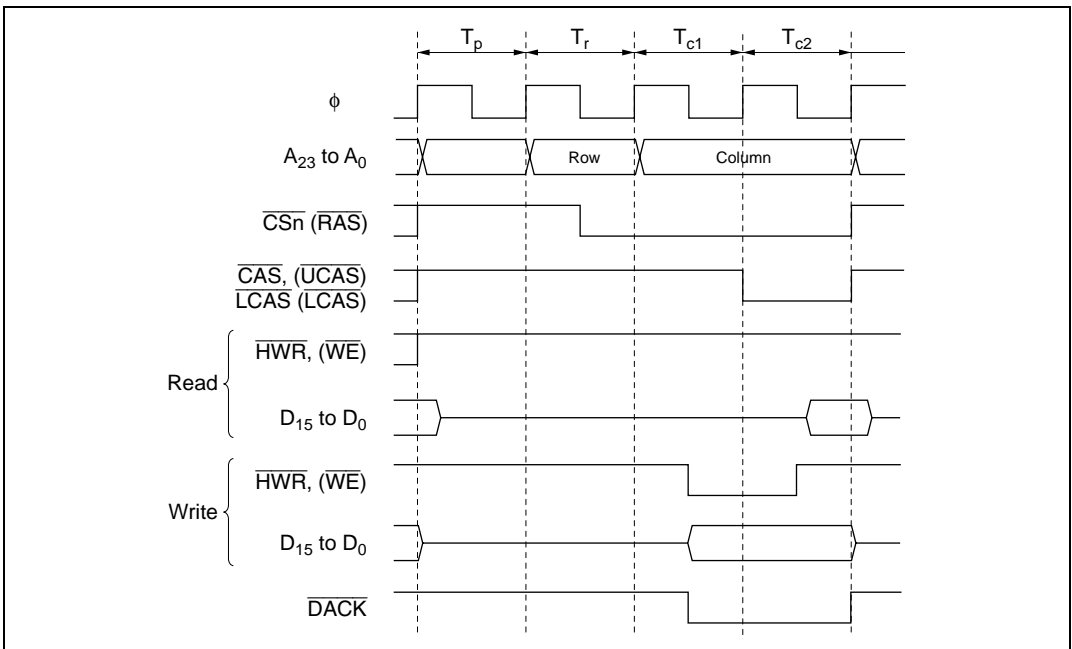 Tp Tr Tc1 Tc2
φ
A23 to A0
Row Column
CSn (RAS)
CAS, (UCAS)
LCAS (LCAS)
Read
HWR, (WE)
D15 to D0
Write
HWR, (WE)
D15 to D0
DACK